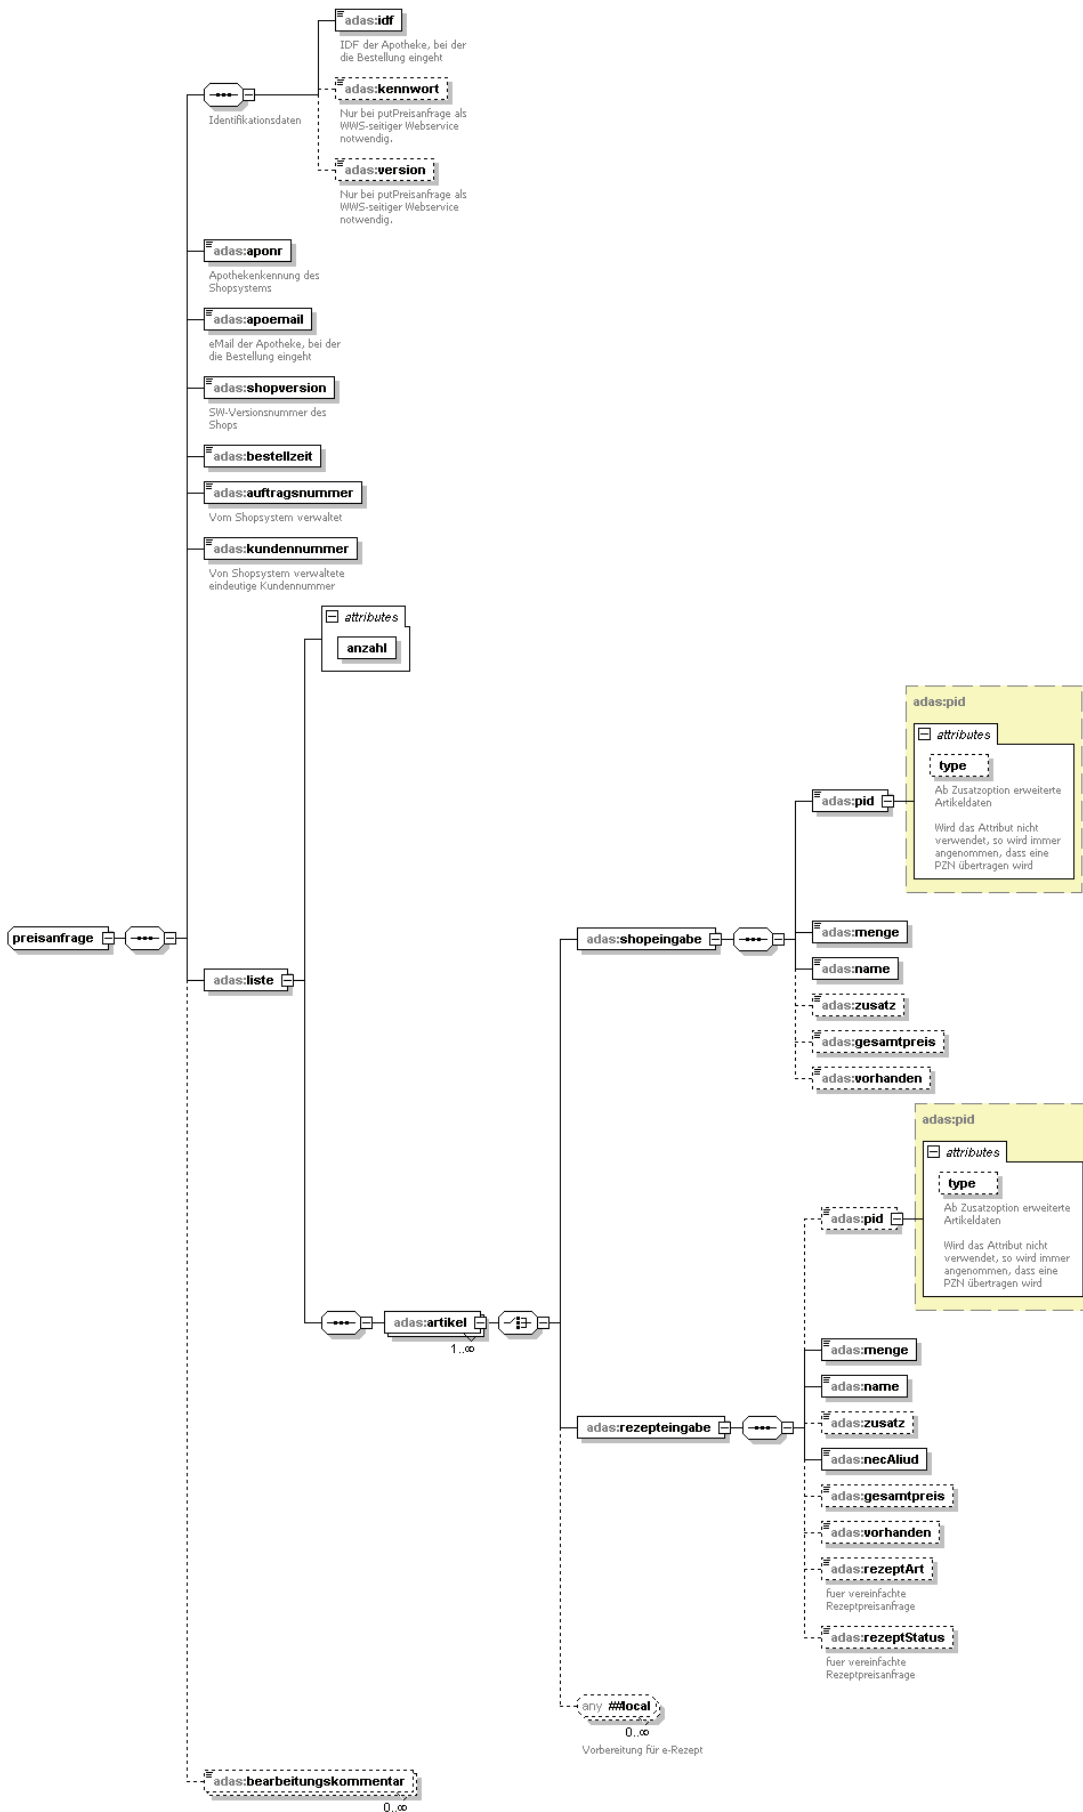 adas:idf
IDF der Apotheke, bei der
die Bestellung eingeht
adas:kennwort
Nur bei putPreisanfrage als
WWS-seitiger Webservice
notwendig.
Identifikationsdaten
adas:version
Nur bei putPreisanfrage als
WWS-seitiger Webservice
notwendig.
adas:aponr
Apothekenkennung des
Shopsystems
adas:apoemail
eMail der Apotheke, bei der
die Bestellung eingeht
adas:shopversion
SW-Versionsnummer des
Shops
adas:bestellzeit
adas:auftragsnummer
Vom Shopsystem verwaltet
adas:kundennummer
Von Shopsystem verwaltete
eindeutige Kundennummer
attributes
anzahl
adas:pid
attributes
type
Ab Zusatzoption erweiterte
Artikeldaten
Wird das Attribut nicht
verwendet, so wird immer
angenommen, dass eine
PZN übertragen wird
adas:pid
preisanfrage
adas:liste
adas:shopeingabe
adas:menge
adas:name
adas:zusatz
adas:gesamtpreis
adas:vorhanden
adas:pid
attributes
type
Ab Zusatzoption erweiterte
Artikeldaten
Wird das Attribut nicht
verwendet, so wird immer
angenommen, dass eine
PZN übertragen wird
adas:pid
adas:artikel
1..∞
adas:rezepteingabe
adas:menge
adas:name
adas:zusatz
adas:necAliud
adas:gesamtpreis
adas:vorhanden
adas:rezeptArt
fuer vereinfachte
Rezeptpreisanfrage
adas:rezeptStatus
fuer vereinfachte
Rezeptpreisanfrage
any ##local
0..∞
Vorbereitung für e-Rezept
adas:bearbeitungskommentar
0..∞